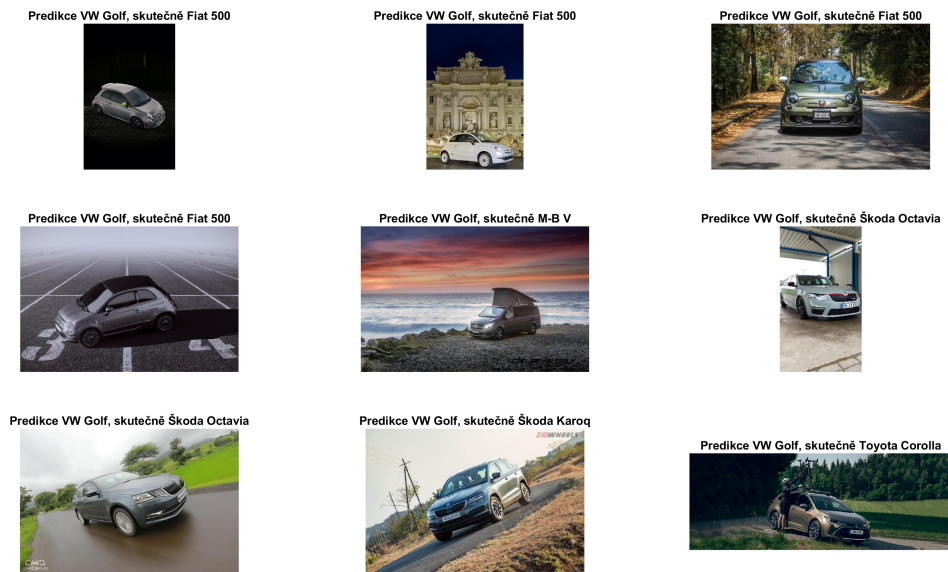 Predikce VW Golf, skutečně Fiat 500
Predikce VW Golf, skutečně Fiat 500
Predikce VW Golf, skutečně Fiat 500
Predikce VW Golf, skutečně Fiat 500
Predikce VW Golf, skutečně M-B V
Predikce VW Golf, skutečně Škoda Octavia
Predikce VW Golf, skutečně Škoda Octavia
Predikce VW Golf, skutečně Škoda Karoq
ZIGWHEELS
Predikce VW Golf, skutečně Toyota Corolla